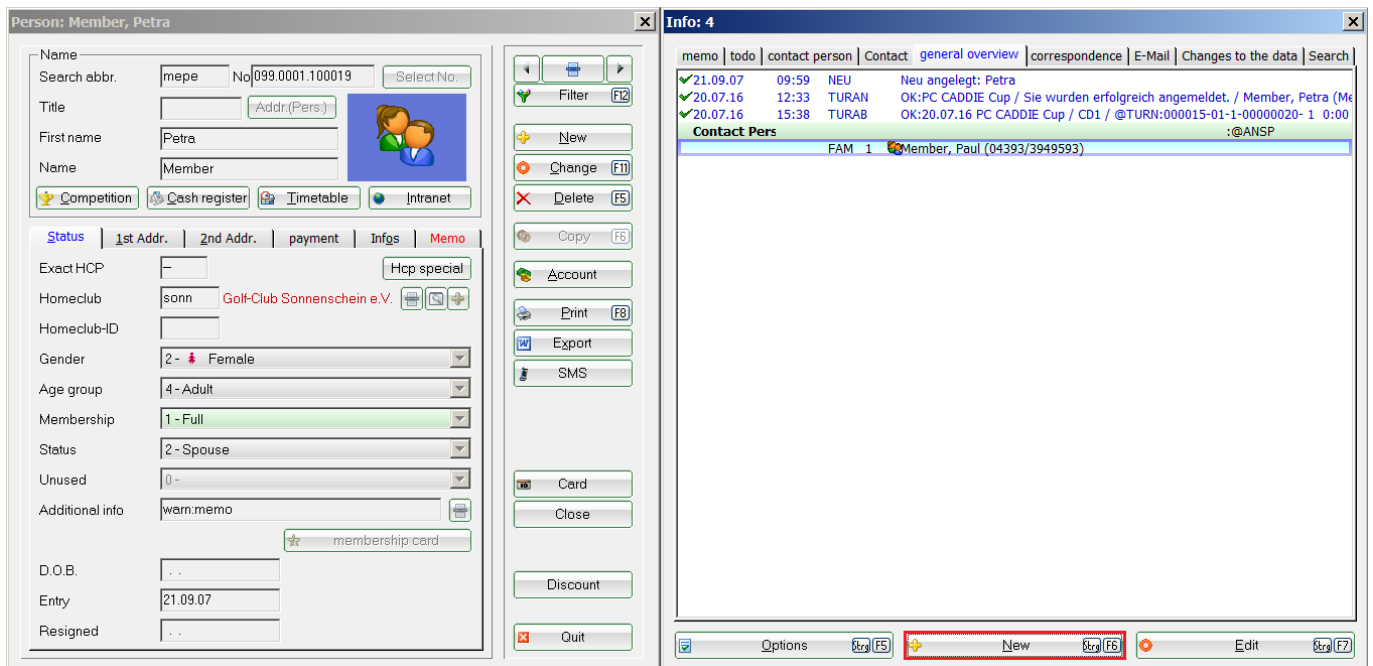 Person: Member, Petra
Name
Search abbr. mepe No 099.0001.100019 Select No.
Title Addr.(Pers.)
First name Petra
Name Member
Competition Cash register Timetable Intranet
Status 1st Addr. 2nd Addr. payment Infos Memo
Exact HCP – Hcp special
Homeclub sonn Golf-Club Sonnenschein e.V.
Homeclub-ID
Gender 2 - Female
Age group 4 - Adult
Membership 1 - Full
Status 2 - Spouse
Unused 0 -
Additional info warn:memo
membership card
D.O.B. . .
Entry 21.09.07
Resigned . .
Filter F12
New
Change F11
Delete F5
Copy F6
Account
Print F8
Export
SMS
Card
Close
Discount
Quit
Info: 4
memo todo contact person Contact general overview correspondence E-Mail Changes to the data Search
21.09.07 09:59 NEU Neu angelegt: Petra
20.07.16 12:33 TURAN OK:PC CADDIE Cup / Sie wurden erfolgreich angemeldet. / Member, Petra (Me
20.07.16 15:38 TURAB OK:20.07.16 PC CADDIE Cup / CD1 / @TURN:000015-01-1-00000020- 1 0:00
Contact Pers :@ANSP
FAM 1 Member, Paul (04393/3949593)
Options Strg F5 New Strg F6 Edit Strg F7